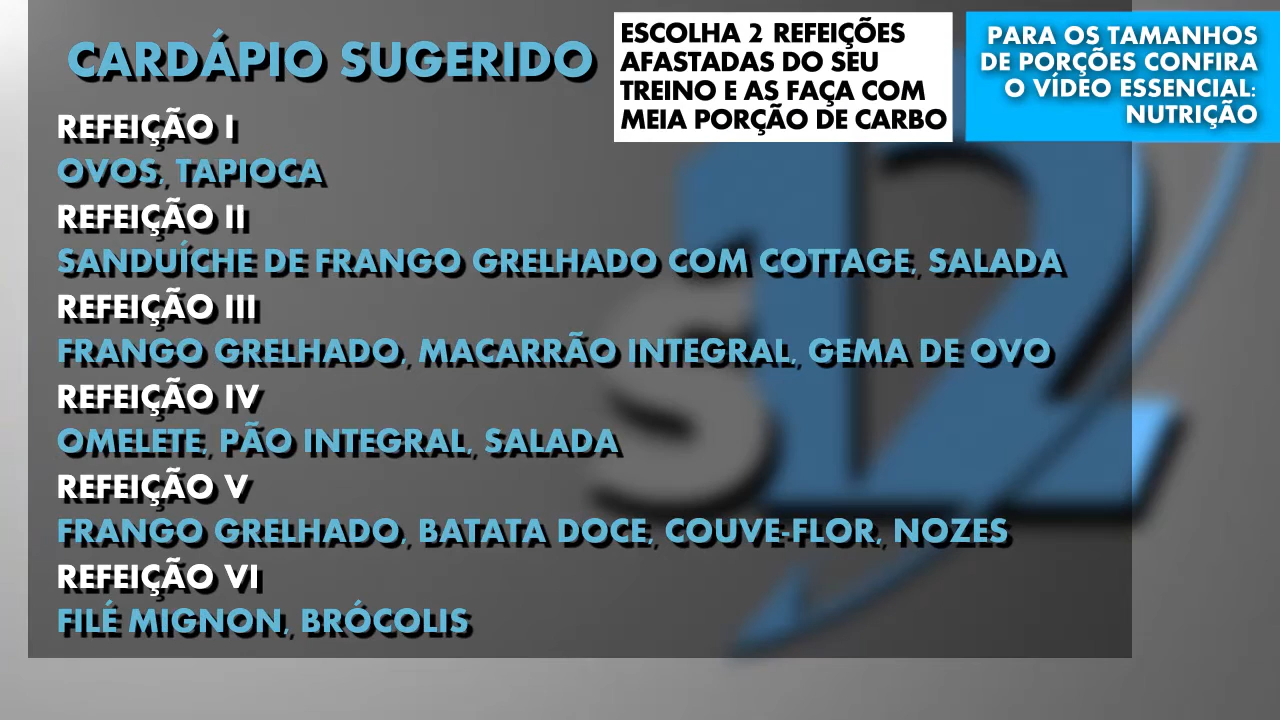 CARDÁPIO SUGERIDO
ESCOLHA 2 REFEIÇÕES
AFASTADAS DO SEU
TREINO E AS FAÇA COM
MEIA PORÇÃO DE CARBO
PARA OS TAMANHOS
DE PORÇÕES CONFIRA
O VÍDEO ESSENCIAL:
NUTRIÇÃO
REFEIÇÃO I
OVOS, TAPIOCA
REFEIÇÃO II
SANDUÍCHE DE FRANGO GRELHADO COM COTTAGE, SALADA
REFEIÇÃO III
FRANGO GRELHADO, MACARRÃO INTEGRAL, GEMA DE OVO
REFEIÇÃO IV
OMELETE, PÃO INTEGRAL, SALADA
REFEIÇÃO V
FRANGO GRELHADO, BATATA DOCE, COUVE-FLOR, NOZES
REFEIÇÃO VI
FILÉ MIGNON, BRÓCOLIS
s12